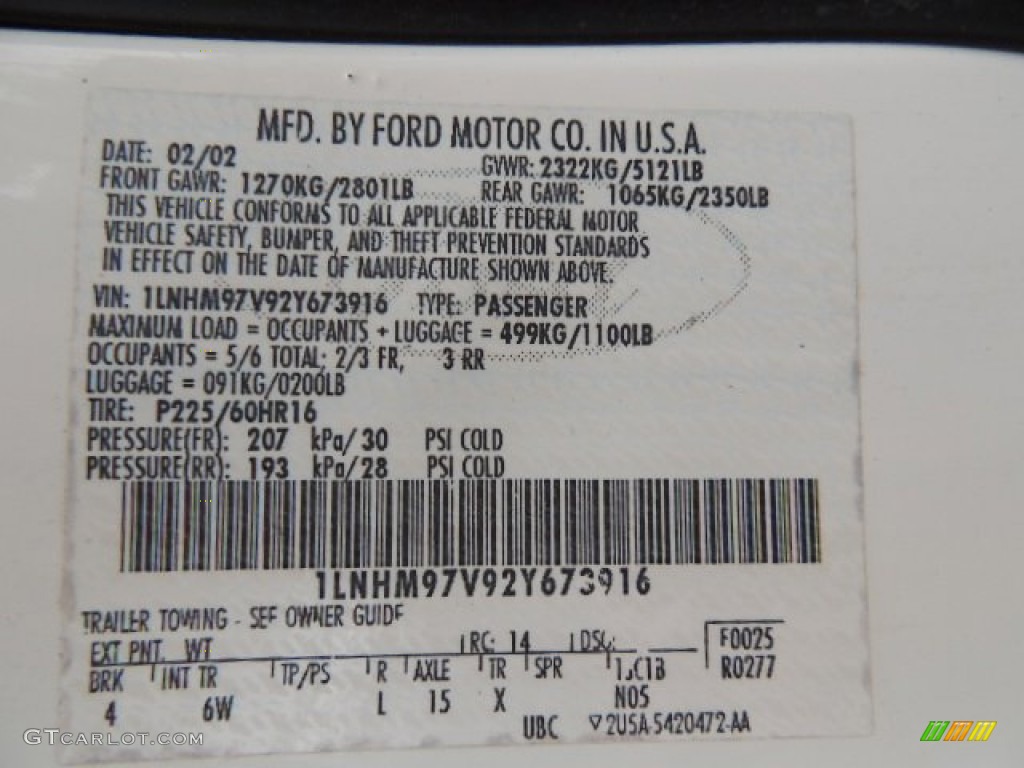 MFD. BY FORD MOTOR CO. IN U.S.A.
DATE: 02/02 GVWR: 2322KG/5121LB
FRONT GAWR: 1270KG/2801LB REAR GAWR: 1065KG/2350LB
THIS VEHICLE CONFORMS TO ALL APPLICABLE FEDERAL MOTOR
VEHICLE SAFETY, BUMPER, AND THEFT PREVENTION STANDARDS
IN EFFECT ON THE DATE OF MANUFACTURE SHOWN ABOVE.
VIN: 1LNHM97V92Y673916 TYPE: PASSENGER
MAXIMUM LOAD = OCCUPANTS + LUGGAGE = 499KG/1100LB
OCCUPANTS = 5/6 TOTAL; 2/3 FR, 3 RR
LUGGAGE = 091KG/0200LB
TIRE: P225/60HR16
PRESSURE(FR): 207 kPa/30 PSI COLD
PRESSURE(RR): 193 kPa/28 PSI COLD
1LNHM97V92Y673916
TRAILER TOWING - SEE OWNER GUIDE
EXT PNT. WT RC: 14 DSO: F0025
BRK INT TR TP/PS R AXLE TR SPR R0277
4 6W L 15 X N05
UBC ▽2U5A-5420472-AA
GTCARLOT.COM